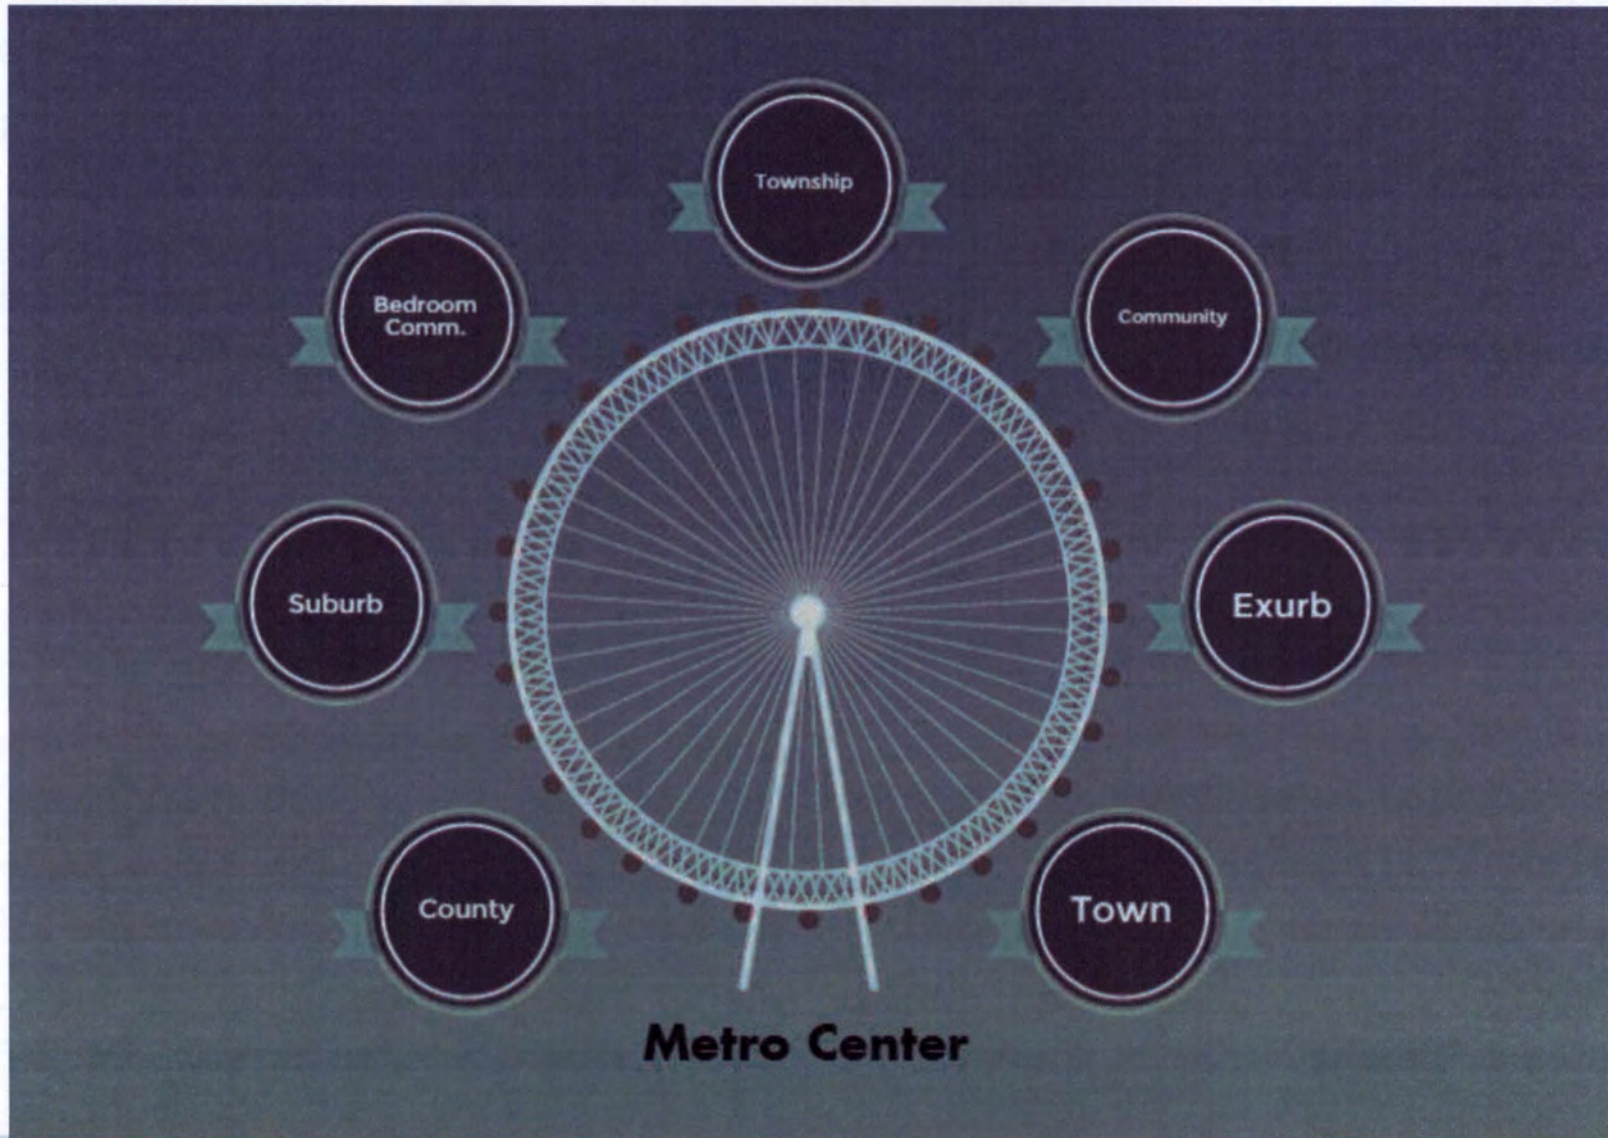 Township
Bedroom
Comm.
Community
Suburb
Exurb
County
Town
Metro Center